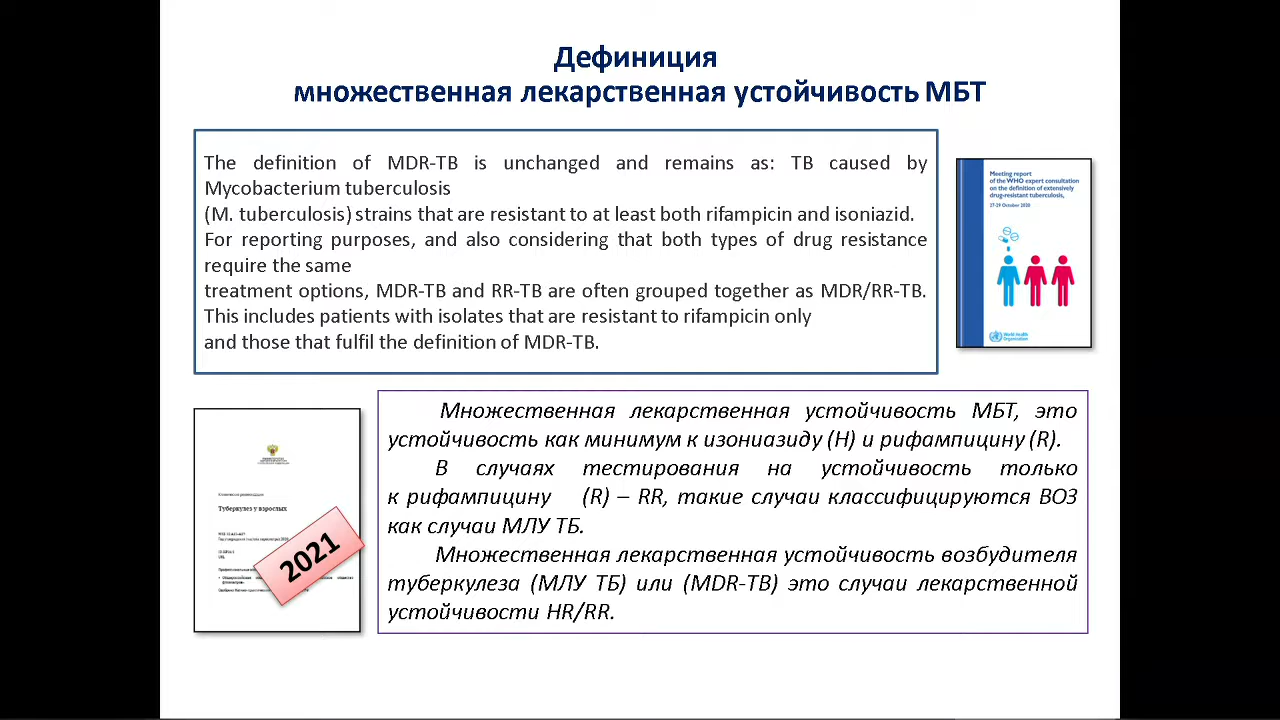 Дефиниция
множественная лекарственная устойчивость МБТ
The definition of MDR-TB is unchanged and remains as: TB caused by
Mycobacterium tuberculosis
(M. tuberculosis) strains that are resistant to at least both rifampicin and isoniazid.
For reporting purposes, and also considering that both types of drug resistance
require the same
treatment options, MDR-TB and RR-TB are often grouped together as MDR/RR-TB.
This includes patients with isolates that are resistant to rifampicin only
and those that fulfil the definition of MDR-TB.
Meeting report
of the WHO expert consultation
on the definition of extensively
drug-resistant tuberculosis,
27-29 October 2020
World Health
Organization
Туберкулез у взрослых
2021
Множественная лекарственная устойчивость МБТ, это
устойчивость как минимум к изониазиду (H) и рифампицину (R).
В случаях тестирования на устойчивость только
к рифампицину (R) – RR, такие случаи классифицируются ВОЗ
как случаи МЛУ ТБ.
Множественная лекарственная устойчивость возбудителя
туберкулеза (МЛУ ТБ) или (MDR-TB) это случаи лекарственной
устойчивости HR/RR.